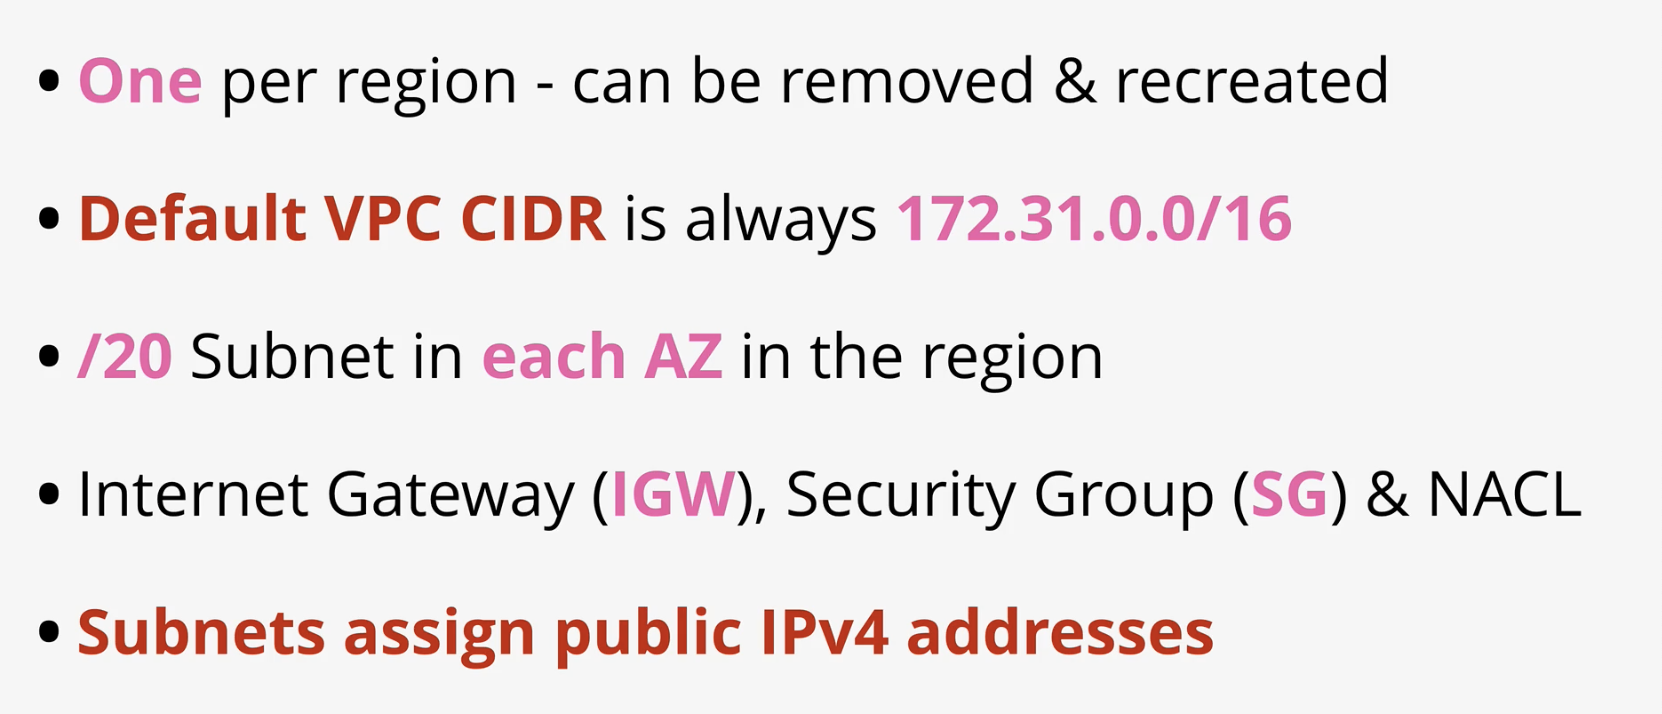 • One per region - can be removed & recreated
• Default VPC CIDR is always 172.31.0.0/16
• /20 Subnet in each AZ in the region
• Internet Gateway (IGW), Security Group (SG) & NACL
• Subnets assign public IPv4 addresses